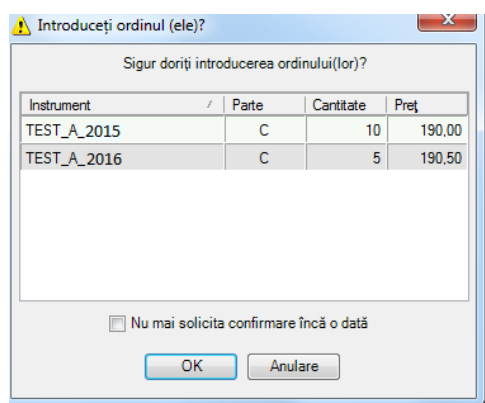 Introduceți ordinul (ele)?
Sigur doriți introducerea ordinului(lor)?
Instrument / Parte Cantitate Preţ
TEST_A_2015 C 10 190,00
TEST_A_2016 C 5 190,50
Nu mai solicita confirmare încă o dată
OK Anulare